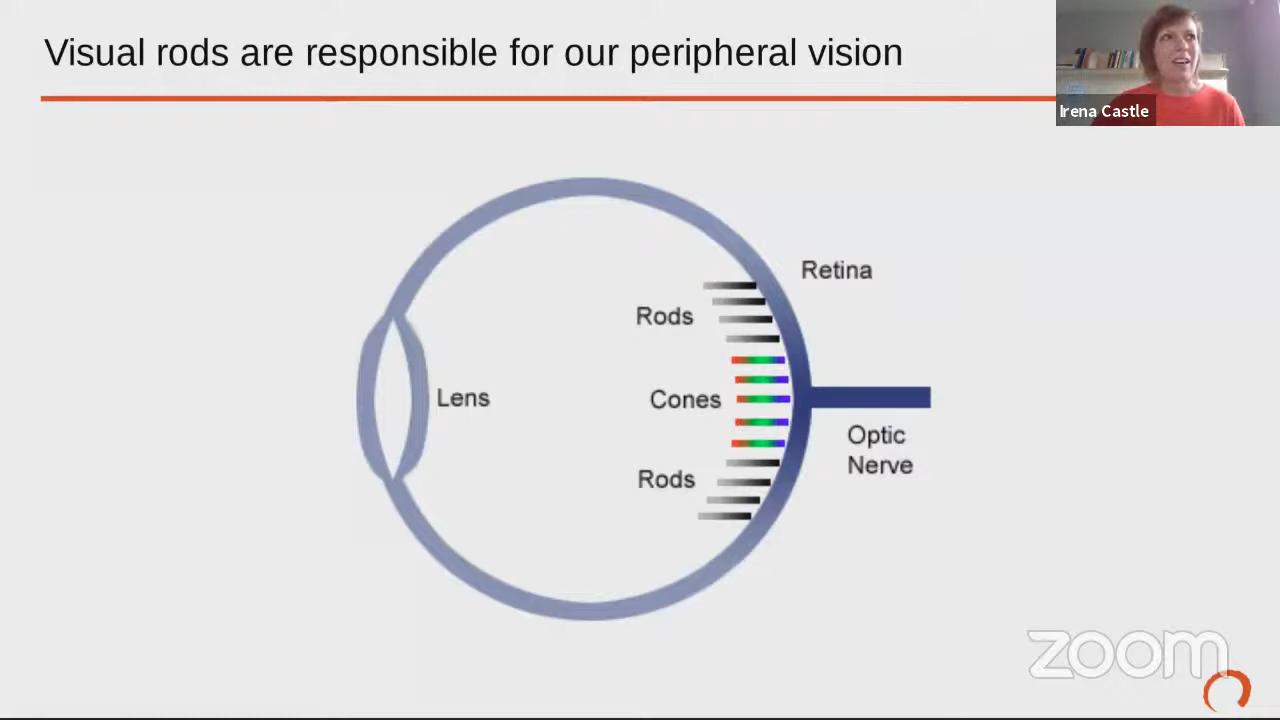 Visual rods are responsible for our peripheral vision
Irena Castle
Retina
Rods
Lens
Cones
Optic
Nerve
Rods
zoom